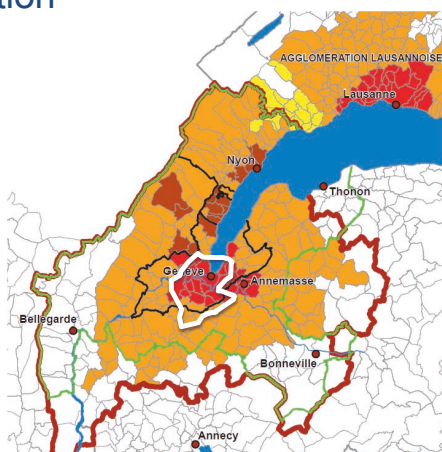 tion
AGGLOMERATION LAUSANNOISE
Lausanne
Nyon
Thonon
Genève
Annemasse
Bellegarde
Bonneville
Annecy